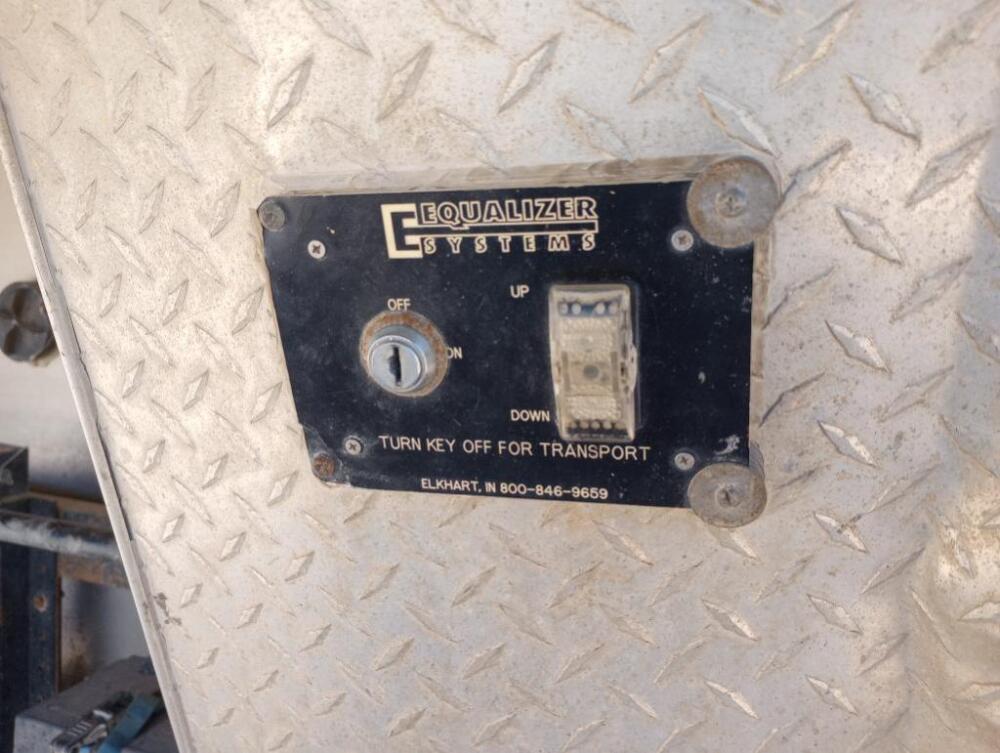 EQUALIZER
SYSTEMS
OFF
ON
UP
DOWN
TURN KEY OFF FOR TRANSPORT
ELKHART, IN 800-846-9659